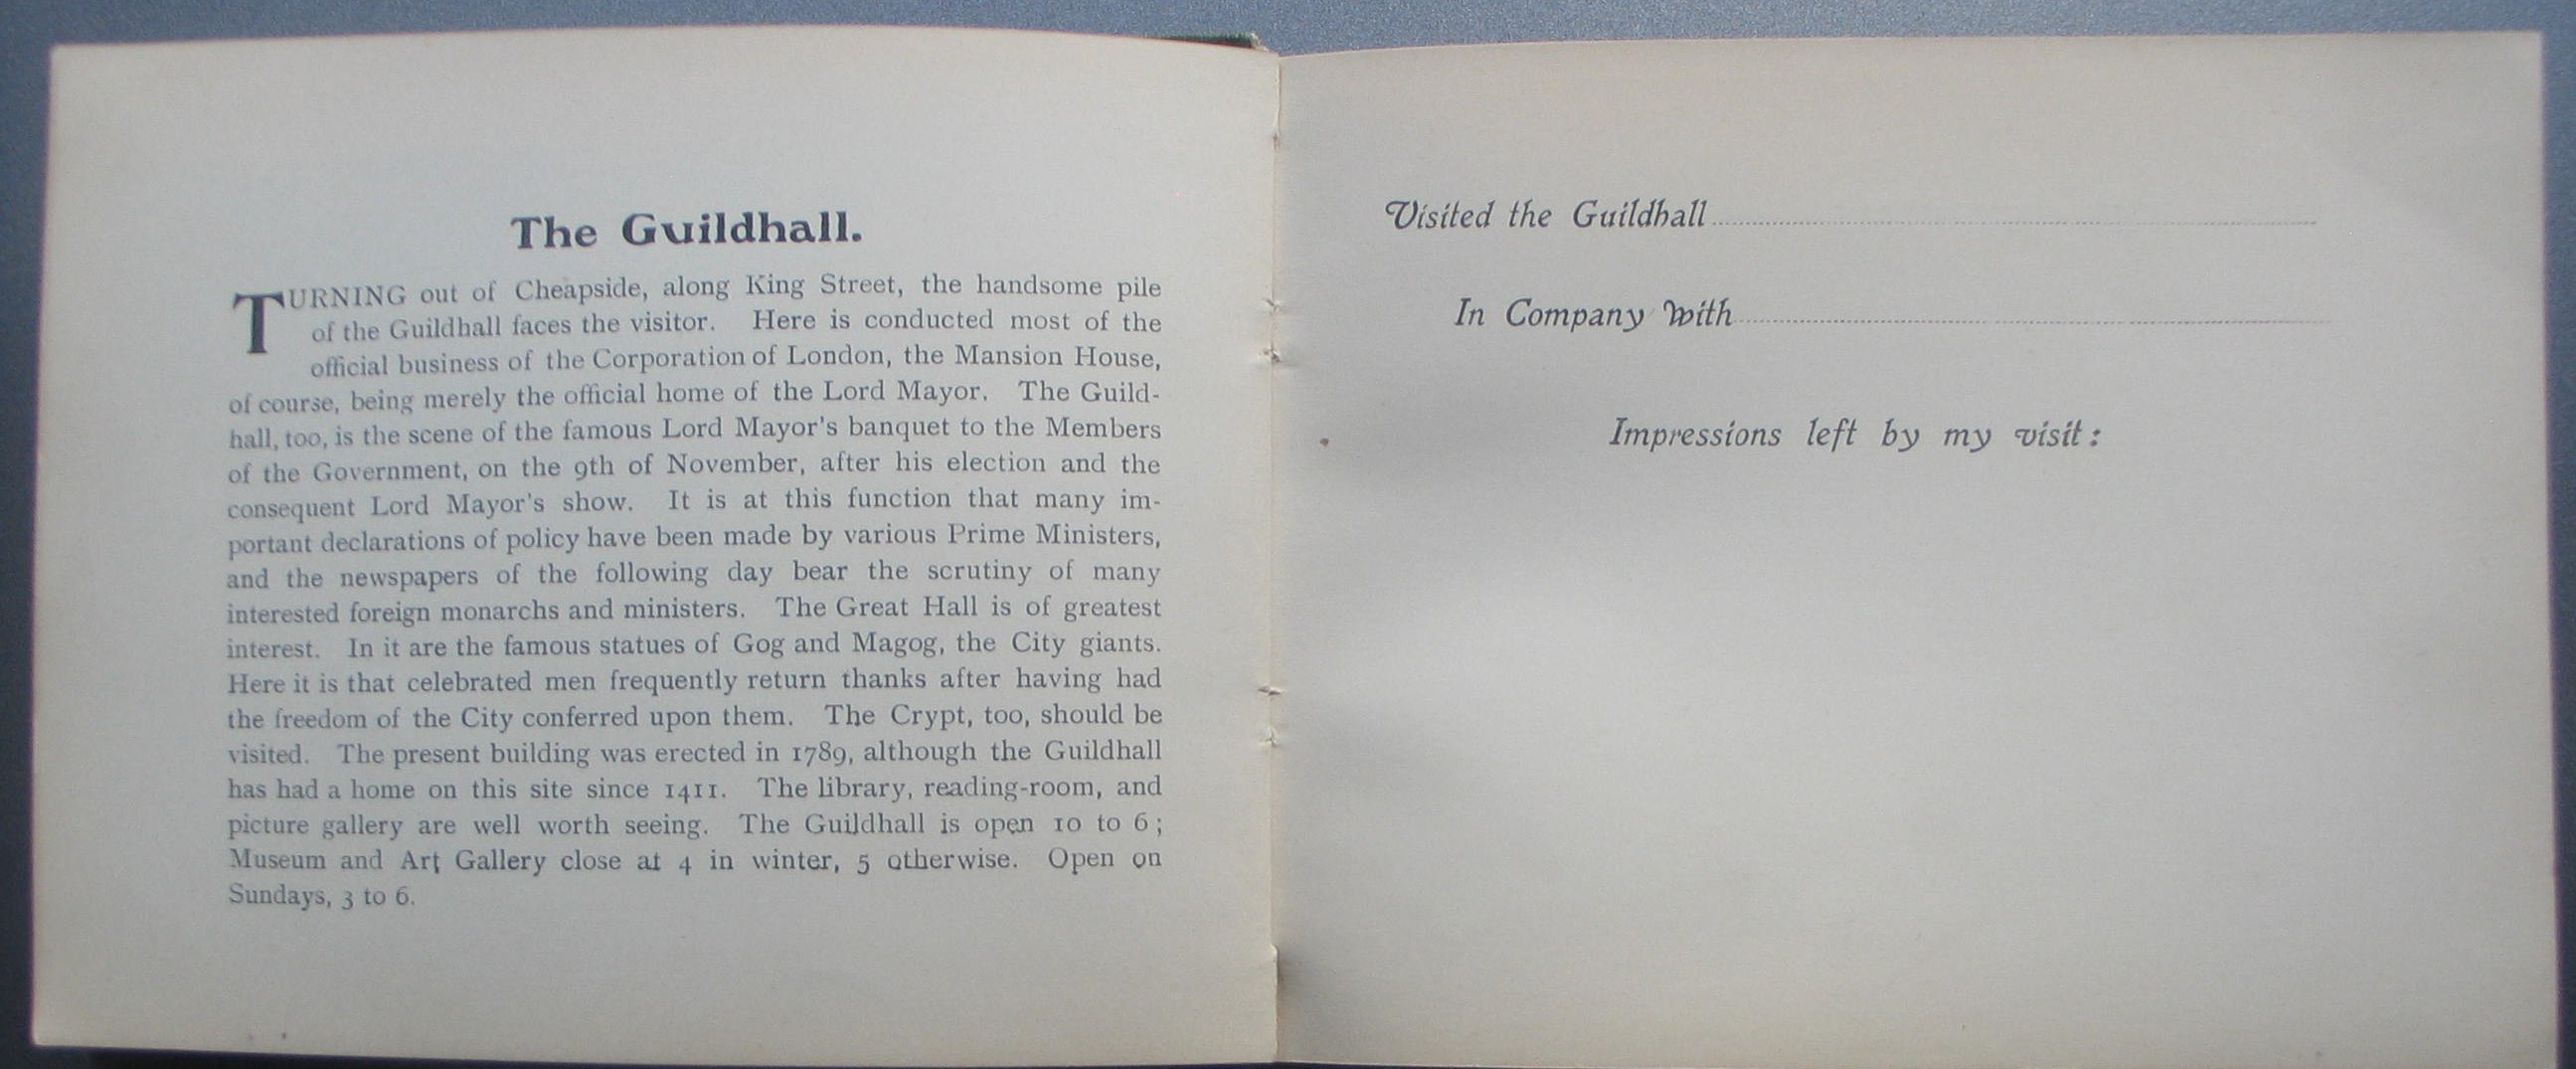 The Guildhall.
TURNING out of Cheapside, along King Street, the handsome pile
of the Guildhall faces the visitor. Here is conducted most of the
official business of the Corporation of London, the Mansion House,
of course, being merely the official home of the Lord Mayor. The Guild-
hall, too, is the scene of the famous Lord Mayor's banquet to the Members
of the Government, on the 9th of November, after his election and the
consequent Lord Mayor's show. It is at this function that many im-
portant declarations of policy have been made by various Prime Ministers,
and the newspapers of the following day bear the scrutiny of many
interested foreign monarchs and ministers. The Great Hall is of greatest
interest. In it are the famous statues of Gog and Magog, the City giants.
Here it is that celebrated men frequently return thanks after having had
the freedom of the City conferred upon them. The Crypt, too, should be
visited. The present building was erected in 1789, although the Guildhall
has had a home on this site since 1411. The library, reading-room, and
picture gallery are well worth seeing. The Guildhall is open 10 to 6;
Museum and Art Gallery close at 4 in winter, 5 otherwise. Open on
Sundays, 3 to 6.
Visited the Guildhall
In Company With
Impressions left by my visit: